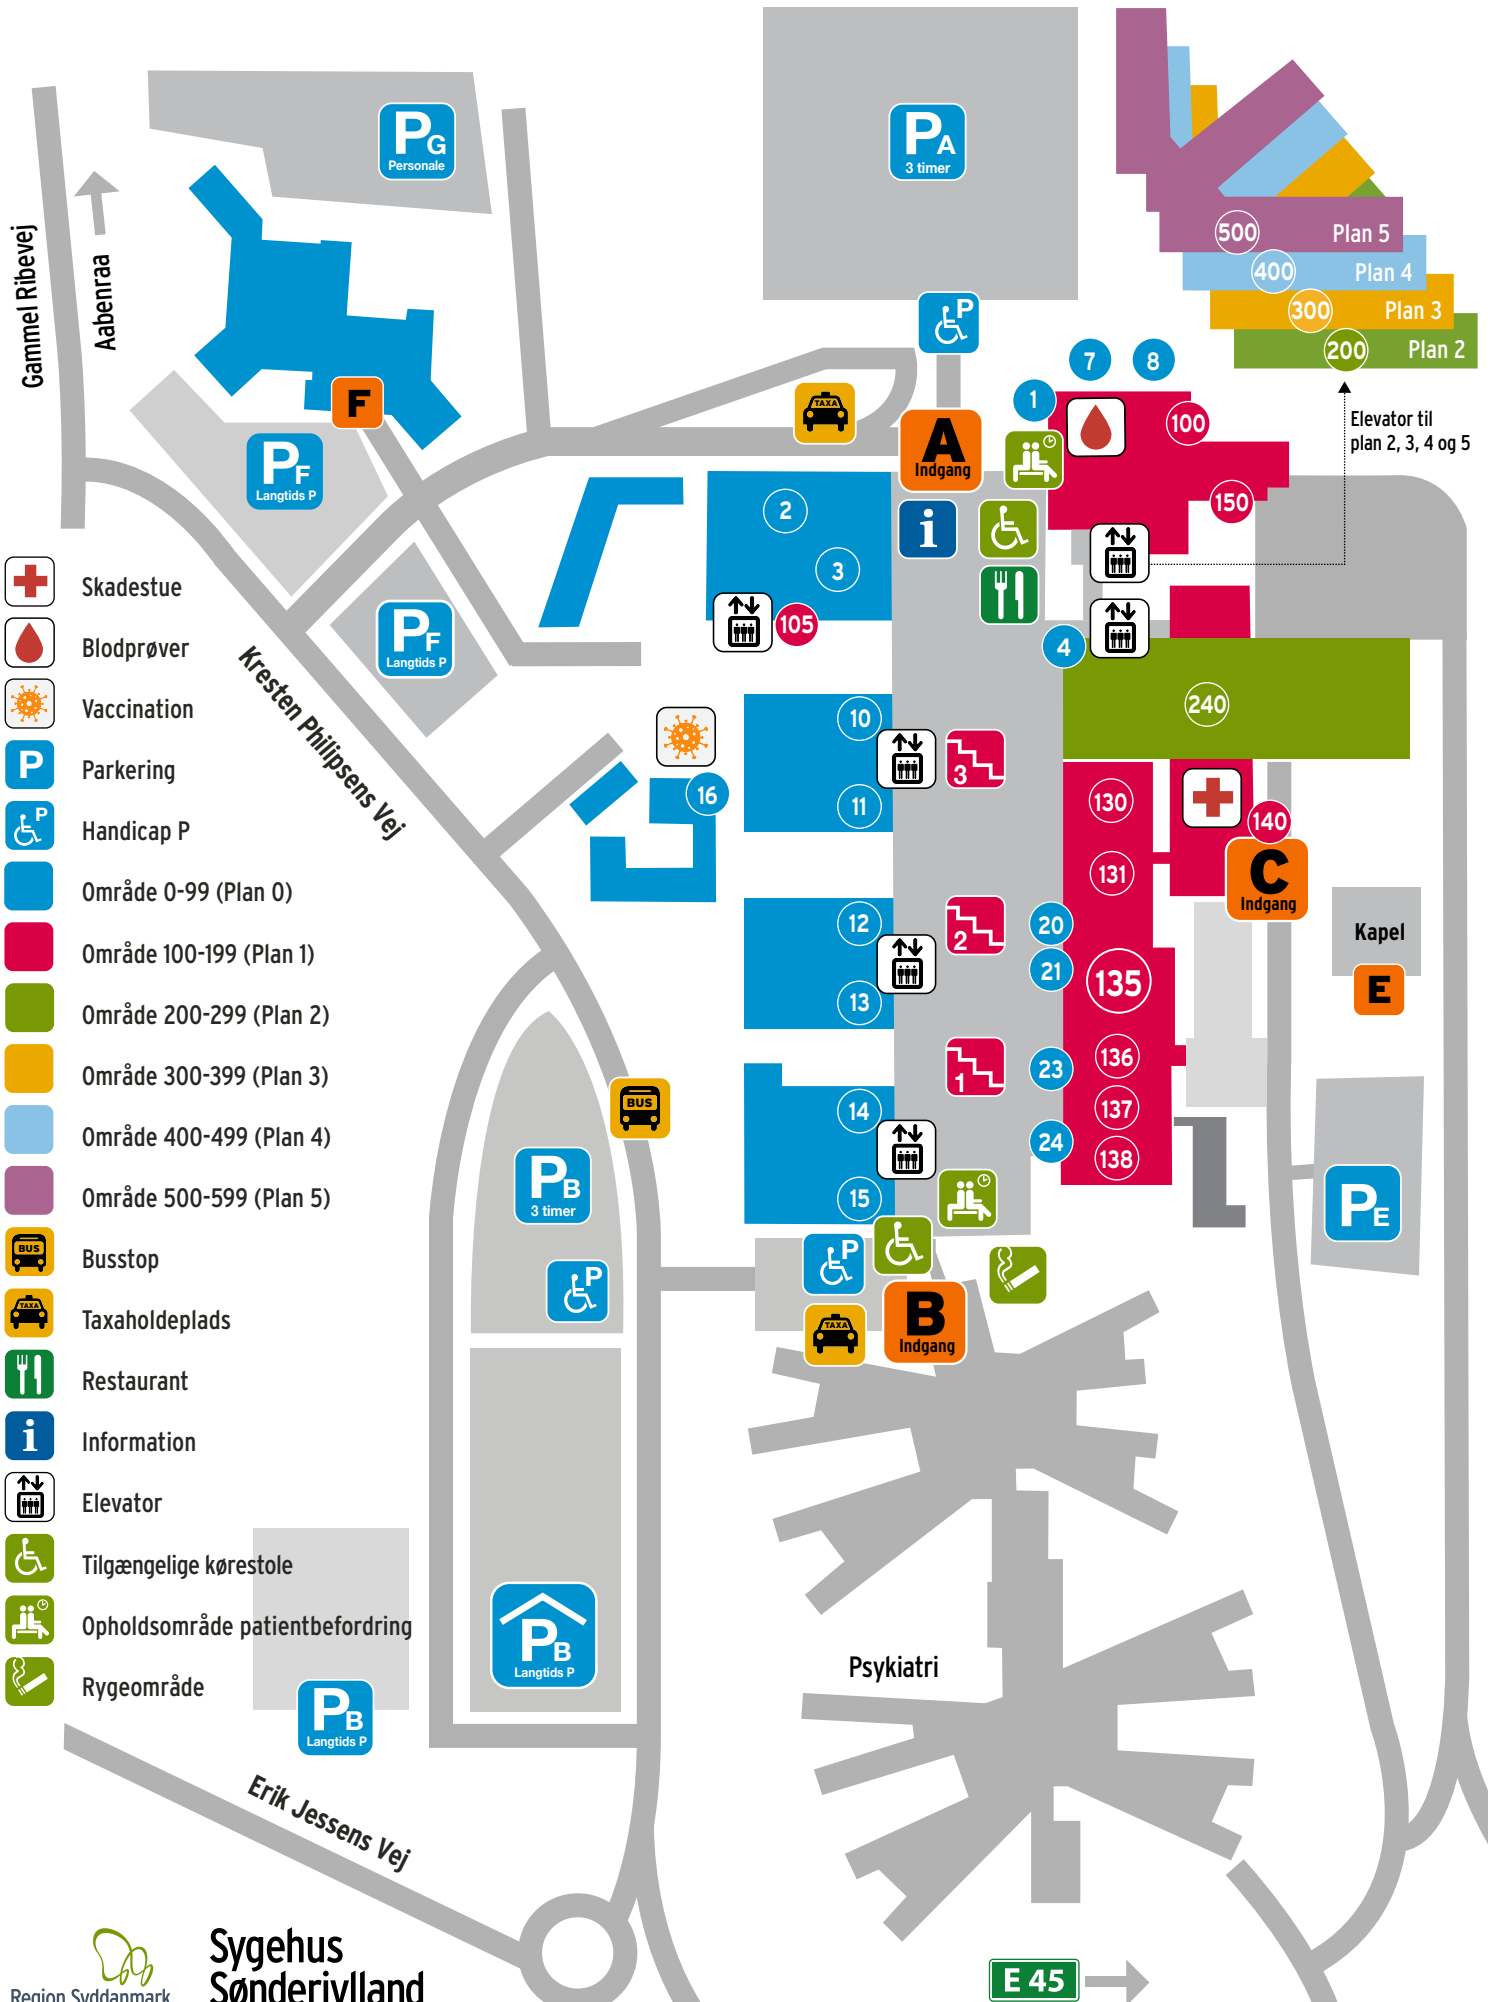 PG
Personale
PA
3 timer
Gammel Ribevej
Aabenraa
500
Plan 5
400
Plan 4
300
Plan 3
200
Plan 2
Elevator til
plan 2, 3, 4 og 5
P
7
8
1
100
150
TAXA
A
Indgang
F
PF
Langtids P
i
2
3
105
PF
Langtids P
4
240
Kresten Philipsens Vej
10
11
3
16
130
131
140
C
Indgang
12
13
2
20
21
135
Kapel
E
1
23
136
137
24
138
14
15
BUS
PB
3 timer
P
PE
P
TAXA
B
Indgang
Skadestue
Blodprøver
Vaccination
P
Parkering
P
Handicap P
Område 0-99 (Plan 0)
Område 100-199 (Plan 1)
Område 200-299 (Plan 2)
Område 300-399 (Plan 3)
Område 400-499 (Plan 4)
Område 500-599 (Plan 5)
BUS
Busstop
TAXA
Taxaholdeplads
Restaurant
i
Information
Elevator
Tilgængelige kørestole
Opholdsområde patientbefordring
Rygeområde
PB
Langtids P
PB
Langtids P
Psykiatri
Erik Jessens Vej
Sygehus
Sønderjylland
Region Syddanmark
E 45